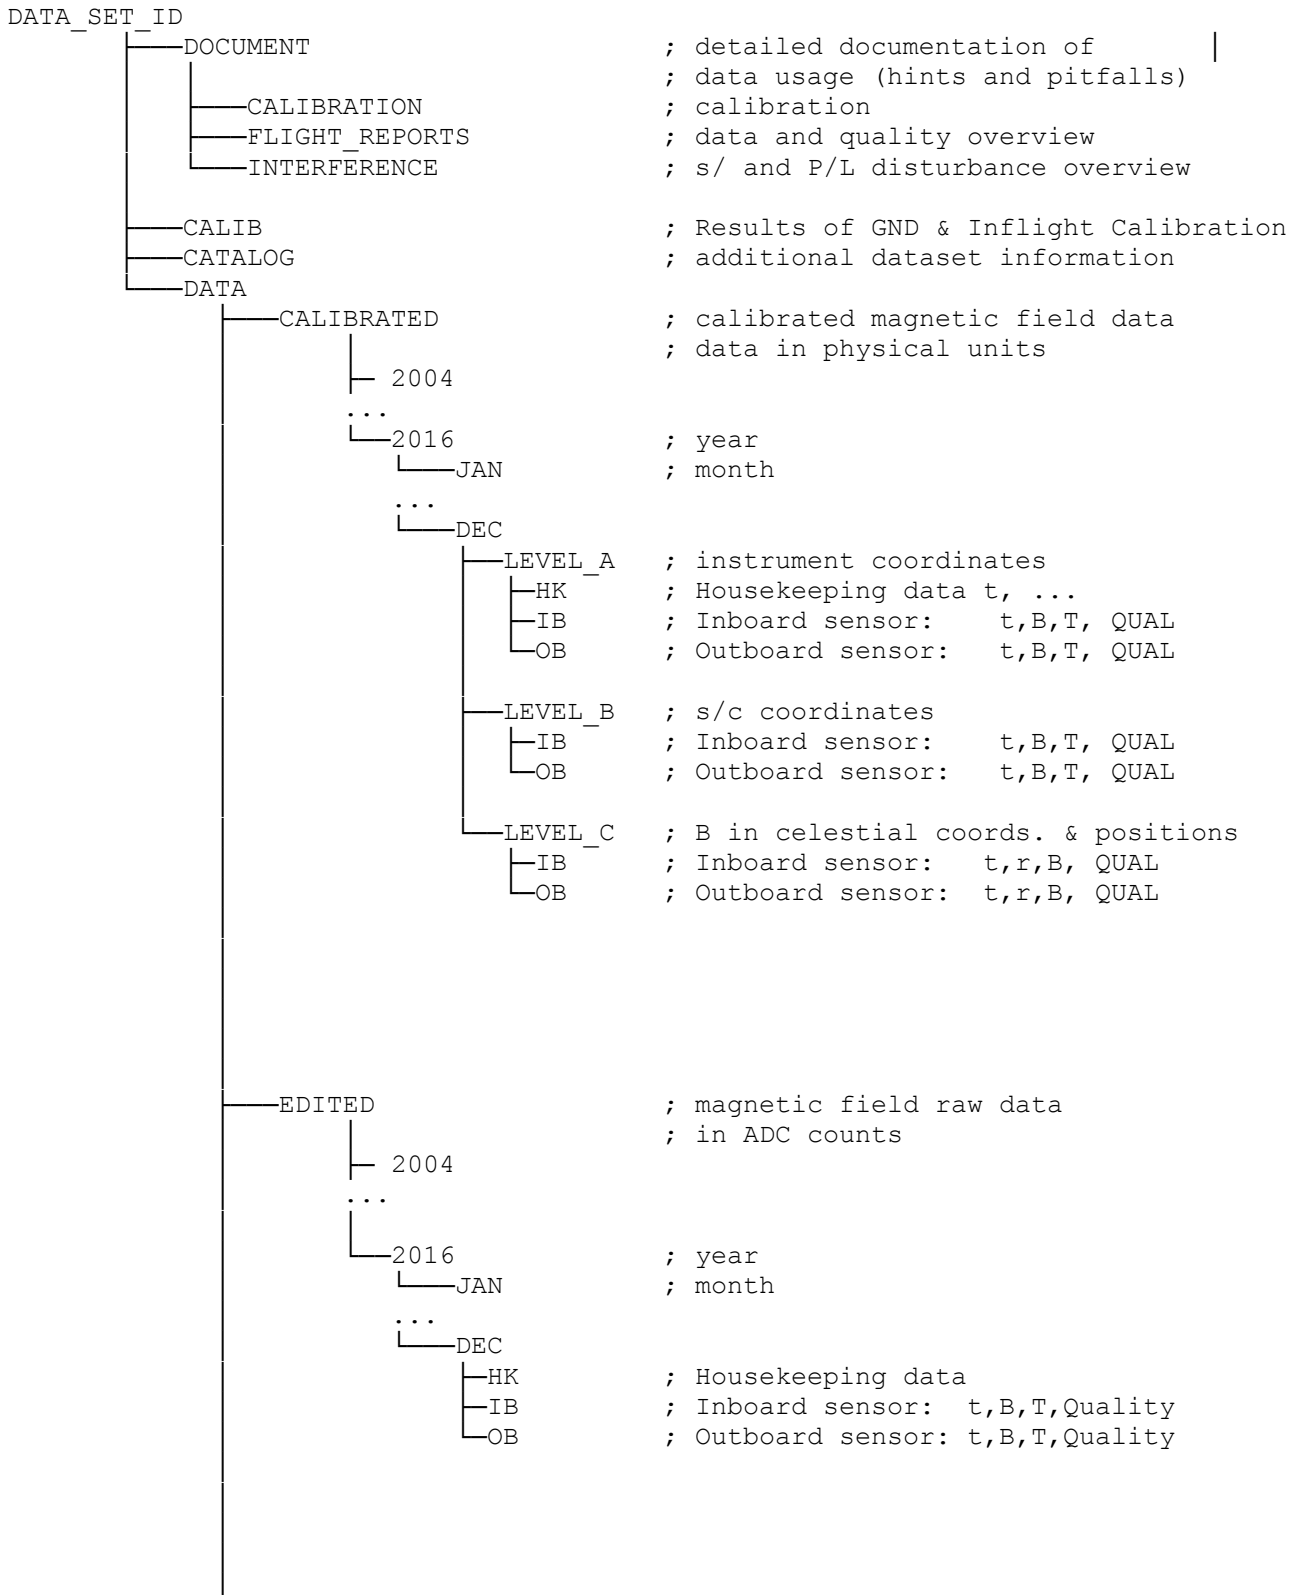 DATA_SET_ID
DOCUMENT ; detailed documentation of
; data usage (hints and pitfalls)
CALIBRATION ; calibration
FLIGHT_REPORTS ; data and quality overview
INTERFERENCE ; s/ and P/L disturbance overview
CALIB ; Results of GND & Inflight Calibration
CATALOG ; additional dataset information
DATA
CALIBRATED ; calibrated magnetic field data
; data in physical units
2004
...
2016 ; year
JAN ; month
...
DEC
LEVEL_A ; instrument coordinates
HK ; Housekeeping data t, ...
IB ; Inboard sensor: t,B,T, QUAL
OB ; Outboard sensor: t,B,T, QUAL
LEVEL_B ; s/c coordinates
IB ; Inboard sensor: t,B,T, QUAL
OB ; Outboard sensor: t,B,T, QUAL
LEVEL_C ; B in celestial coords. & positions
IB ; Inboard sensor: t,r,B, QUAL
OB ; Outboard sensor: t,r,B, QUAL
EDITED ; magnetic field raw data
; in ADC counts
2004
...
2016 ; year
JAN ; month
...
DEC
HK ; Housekeeping data
IB ; Inboard sensor: t,B,T,Quality
OB ; Outboard sensor: t,B,T,Quality